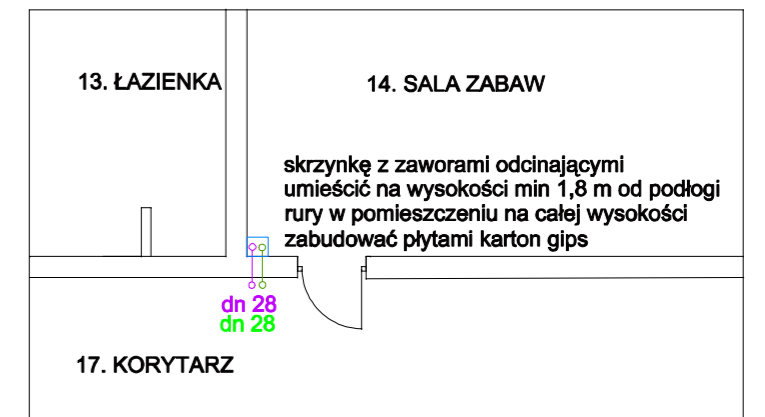 13. ŁAZIENKA
14. SALA ZABAW
skrzynkę z zaworami odcinającymi
umieścić na wysokości min 1,8 m od podłogi
rury w pomieszczeniu na całej wysokości
zabudować płytami karton gips
dn 28
dn 28
17. KORYTARZ